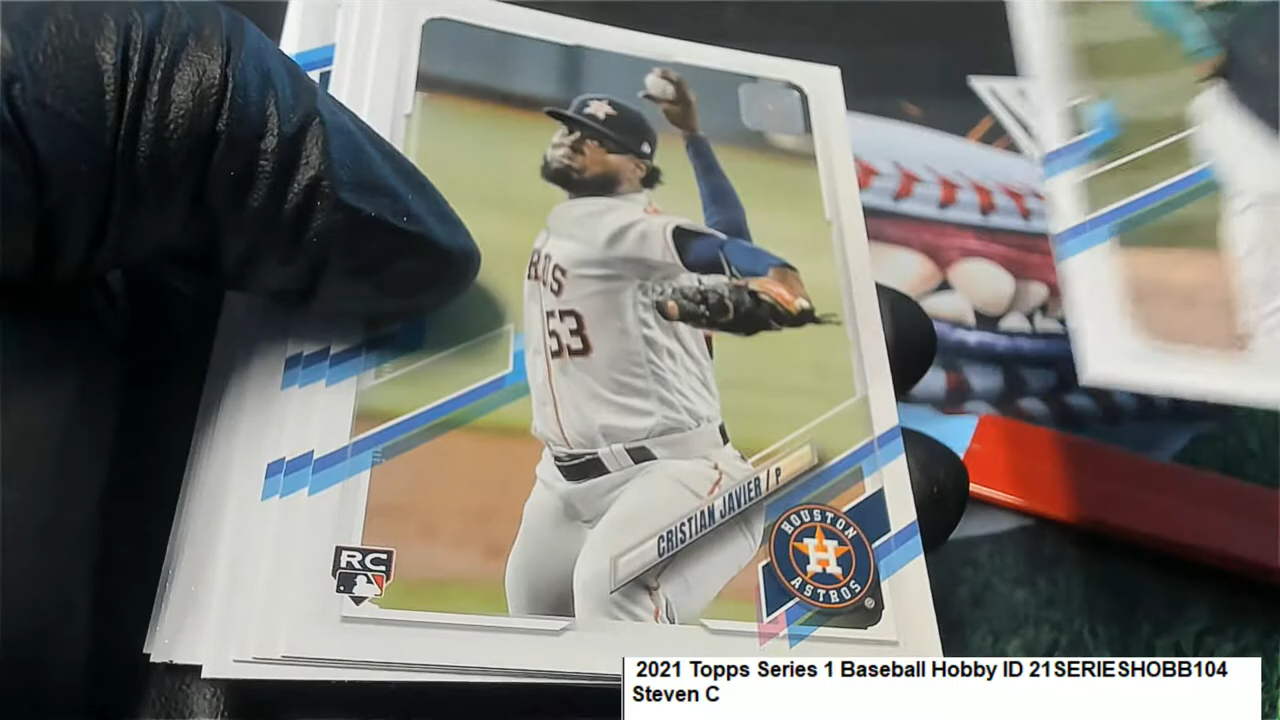 ROS
53
CRISTIAN JAVIER / P
HOUSTON
H
ASTROS
RC
2021 Topps Series 1 Baseball Hobby ID 21SERIESHOBB104
Steven C